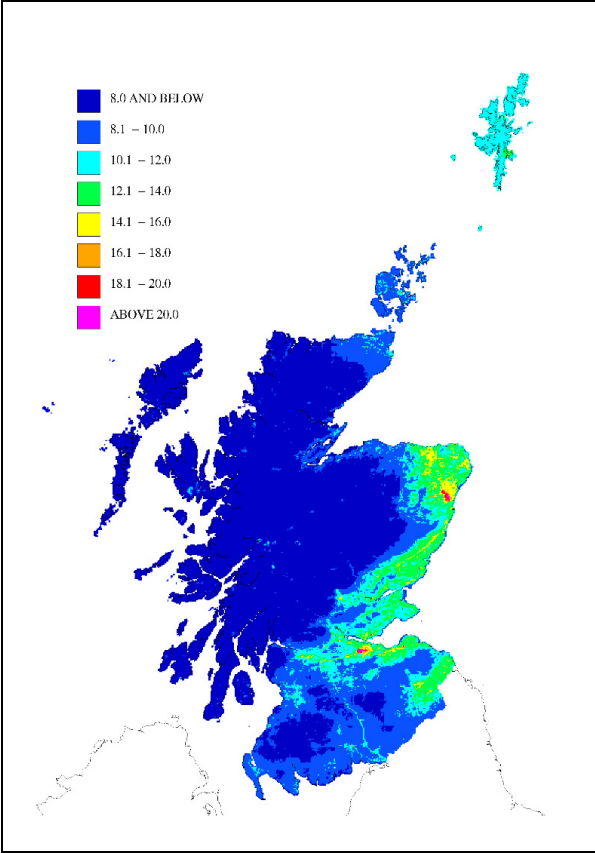 8.0 AND BELOW
8.1 – 10.0
10.1 – 12.0
12.1 – 14.0
14.1 – 16.0
16.1 – 18.0
18.1 – 20.0
ABOVE 20.0